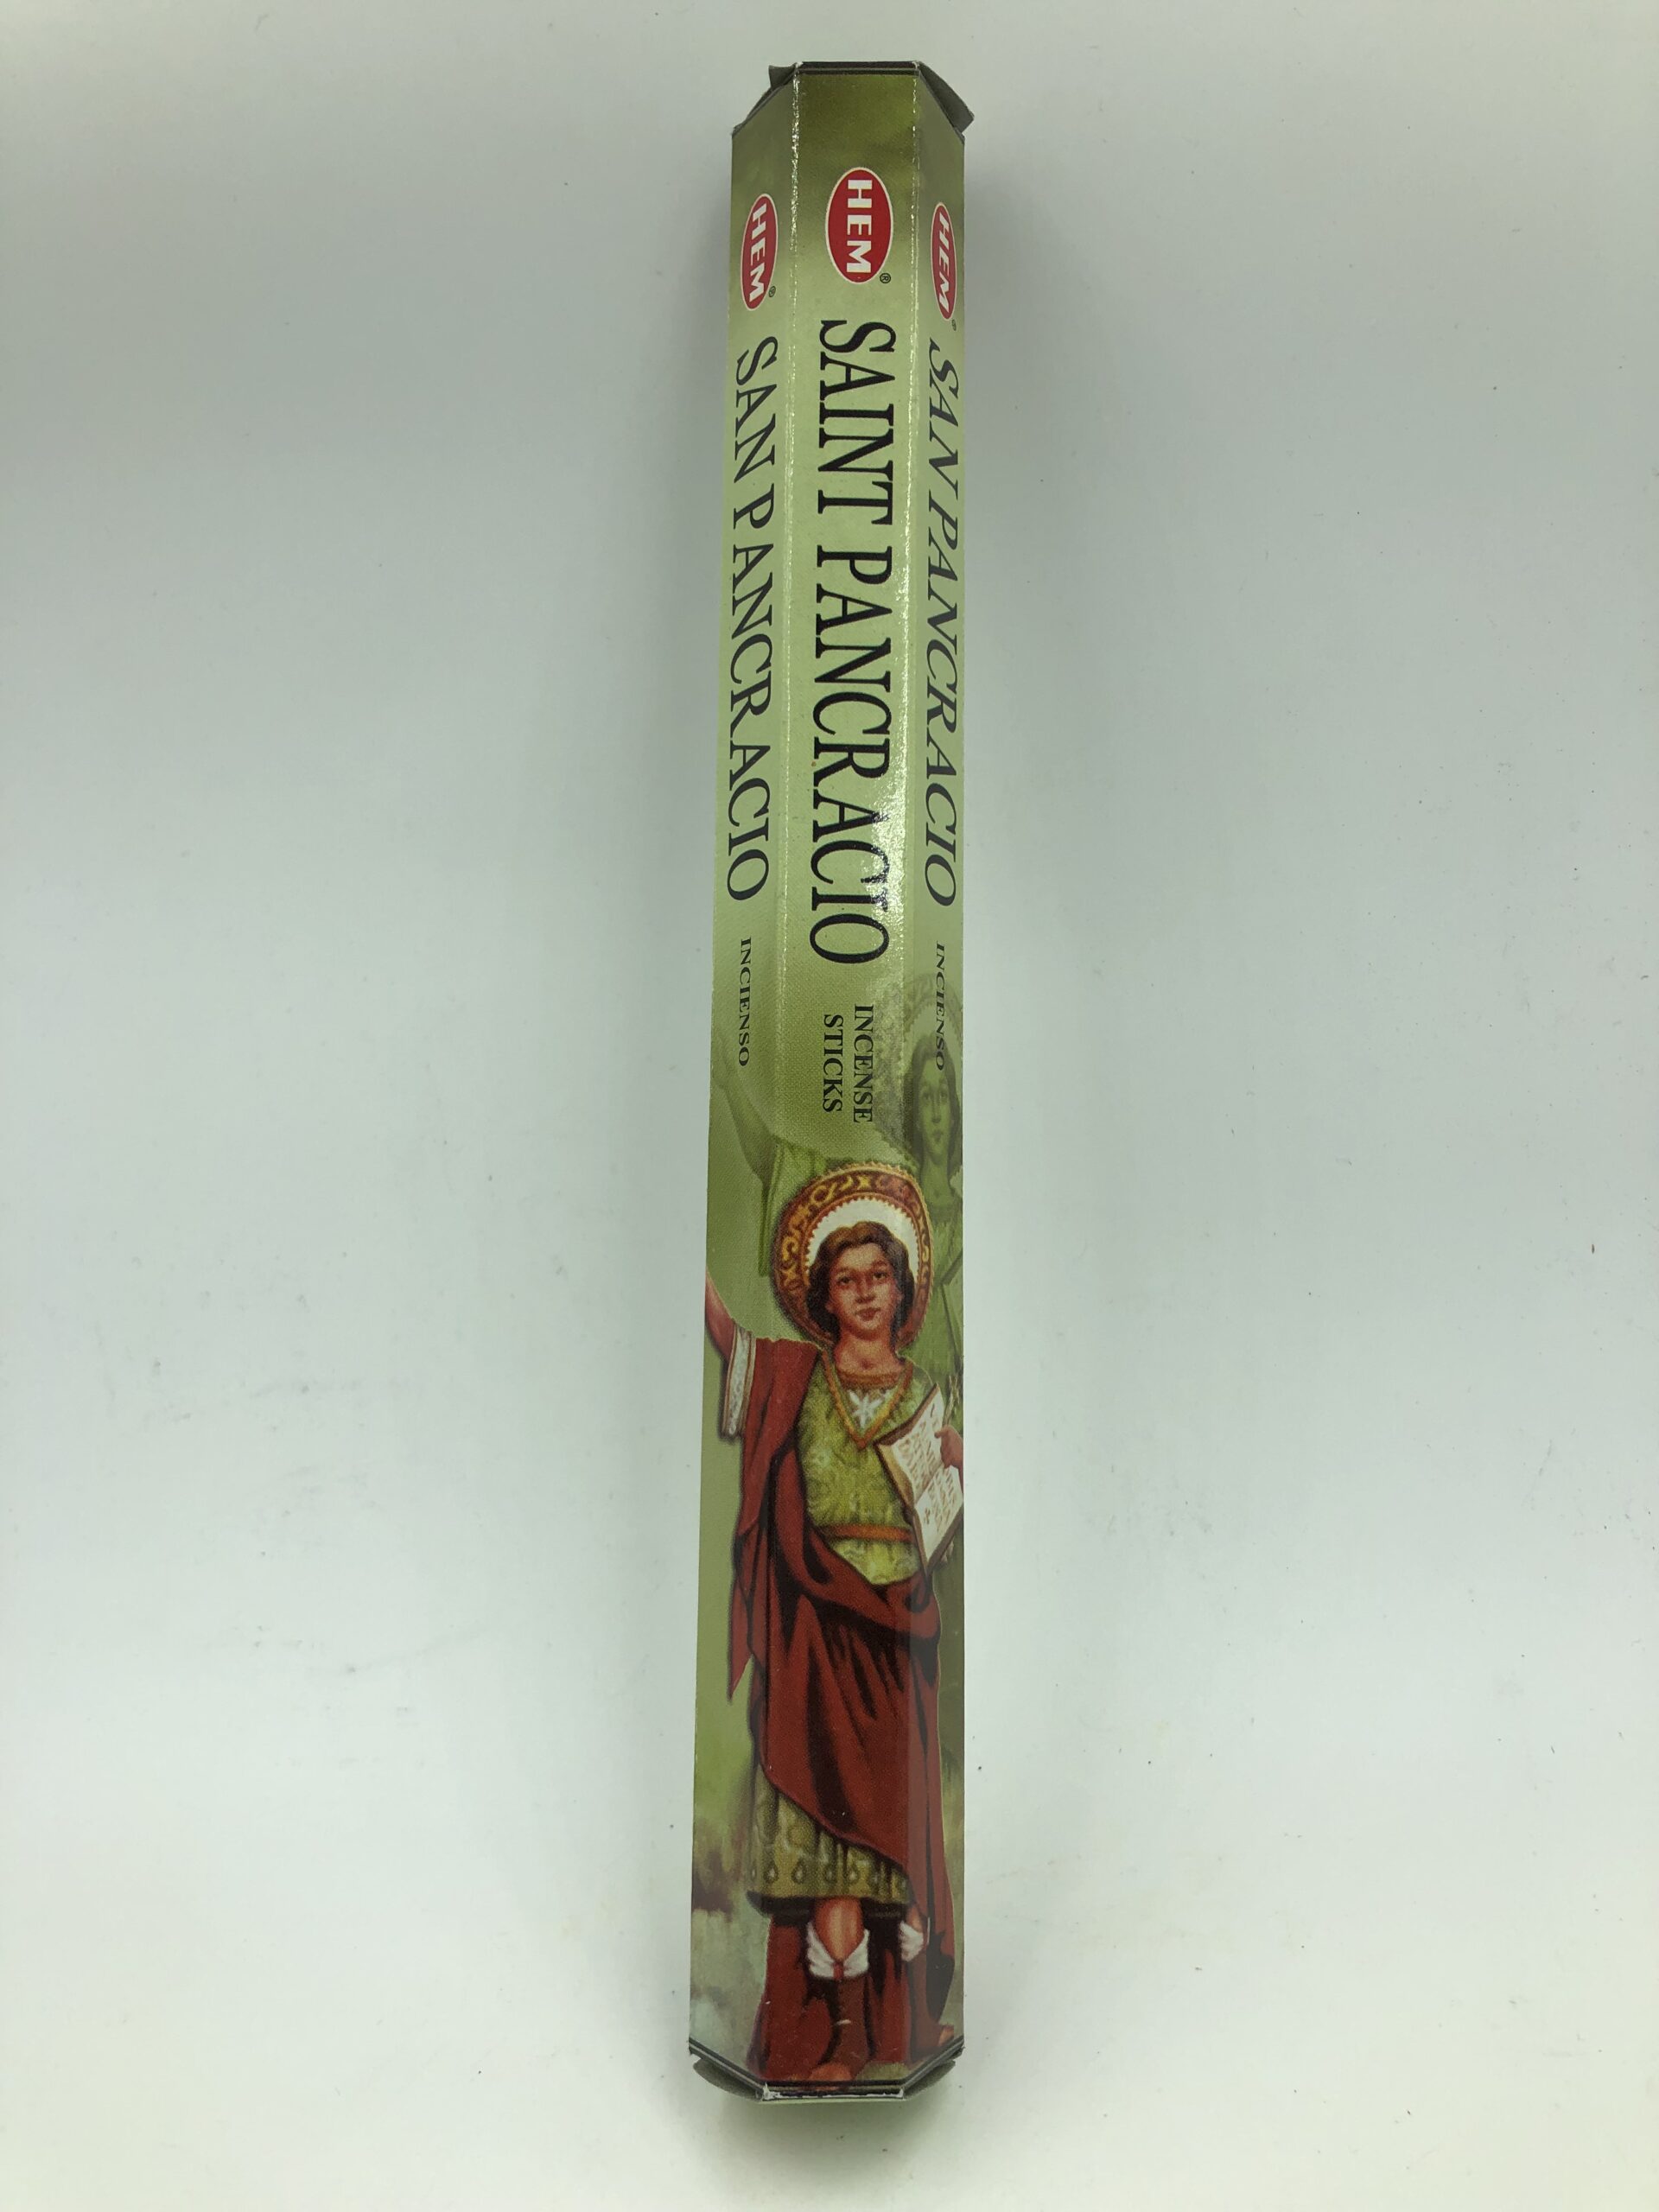 HEM®
SAN PANCRACIO
INCIENSO
HEM®
SAINT PANCRACIO
INCENSE
STICKS
HEM®
SAN PANCRACIO
INCIENSO